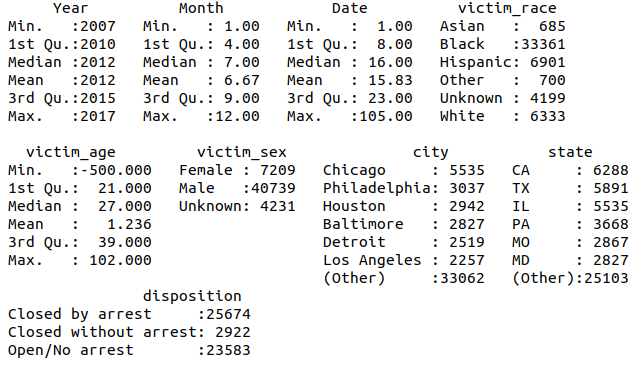 Year          Month            Date          victim_race
Min.   :2007   Min.   : 1.00   Min.   :  1.00   Asian   :  685
1st Qu.:2010   1st Qu.: 4.00   1st Qu.:  8.00   Black   :33361
Median :2012   Median : 7.00   Median : 16.00   Hispanic: 6901
Mean   :2012   Mean   : 6.67   Mean   : 15.83   Other   :  700
3rd Qu.:2015   3rd Qu.: 9.00   3rd Qu.: 23.00   Unknown : 4199
Max.   :2017   Max.   :12.00   Max.   :105.00   White   : 6333
  victim_age         victim_sex              city           state
Min.   :-500.000   Female : 7209   Chicago     : 5535   CA     : 6288
1st Qu.:  21.000   Male   :40739   Philadelphia: 3037   TX     : 5891
Median :  27.000   Unknown: 4231   Houston     : 2942   IL     : 5535
Mean   :   1.236                   Baltimore   : 2827   PA     : 3668
3rd Qu.:  39.000                   Detroit     : 2519   MO     : 2867
Max.   : 102.000                   Los Angeles : 2257   MD     : 2827
                                   (Other)     :33062   (Other):25103
               disposition
Closed by arrest      :25674
Closed without arrest: 2922
Open/No arrest       :23583